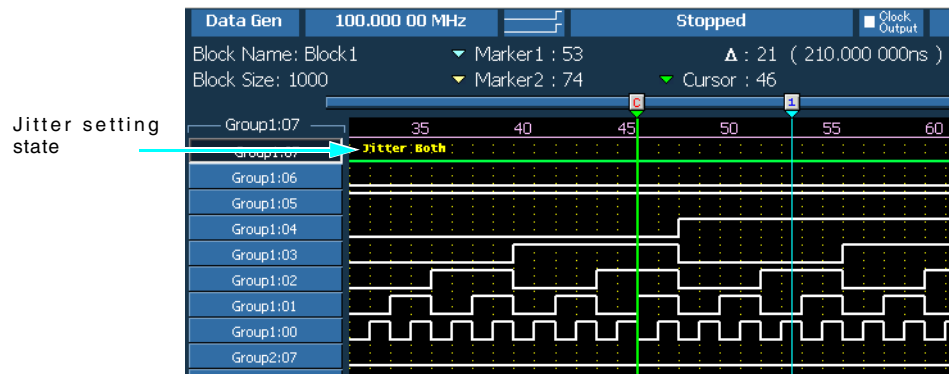 Data Gen 100.000 00 MHz Stopped Clock Output
Block Name: Block1 Marker1 : 53 Δ : 21 ( 210.000 000ns )
Block Size: 1000 Marker2 : 74 Cursor : 46
C 1
Jitter setting state
Group1:07 35 40 45 50 55 60
Group1:07 Jitter:Both
Group1:06
Group1:05
Group1:04
Group1:03
Group1:02
Group1:01
Group1:00
Group2:07